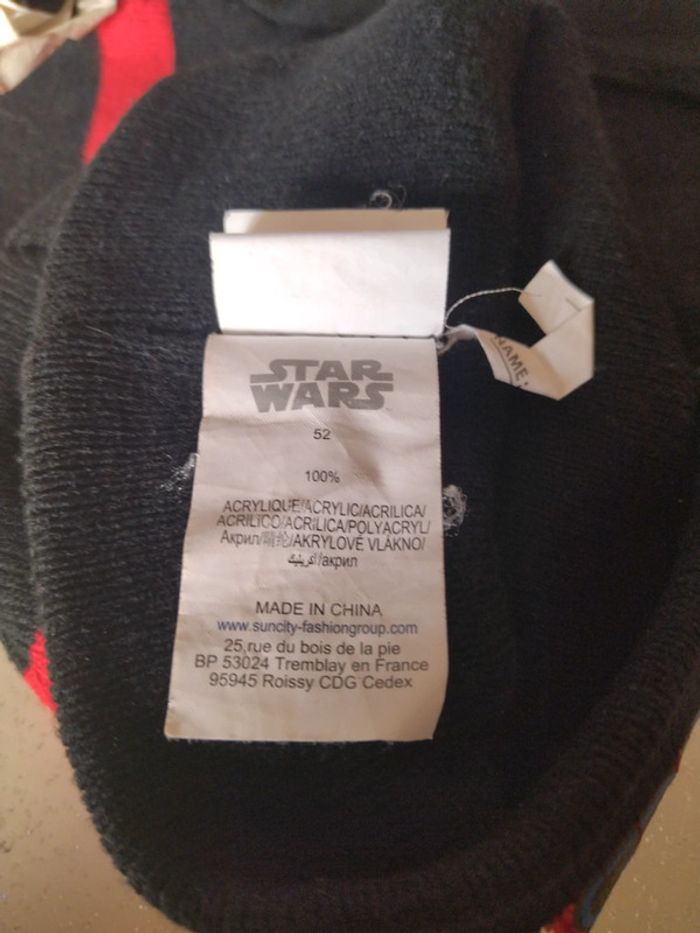 NAME:
STAR
WARS
52
100%
ACRYLIQUE/ACRYLIC/ACRILICA/
ACRILICO/ACRILICA/POLYACRYL/
Акрил/腈纶/AKRYLOVÉ VLÁKNO/
/акрил
MADE IN CHINA
www.suncity-fashiongroup.com
25,rue du bois de la pie
BP 53024 Tremblay en France
95945 Roissy CDG Cedex